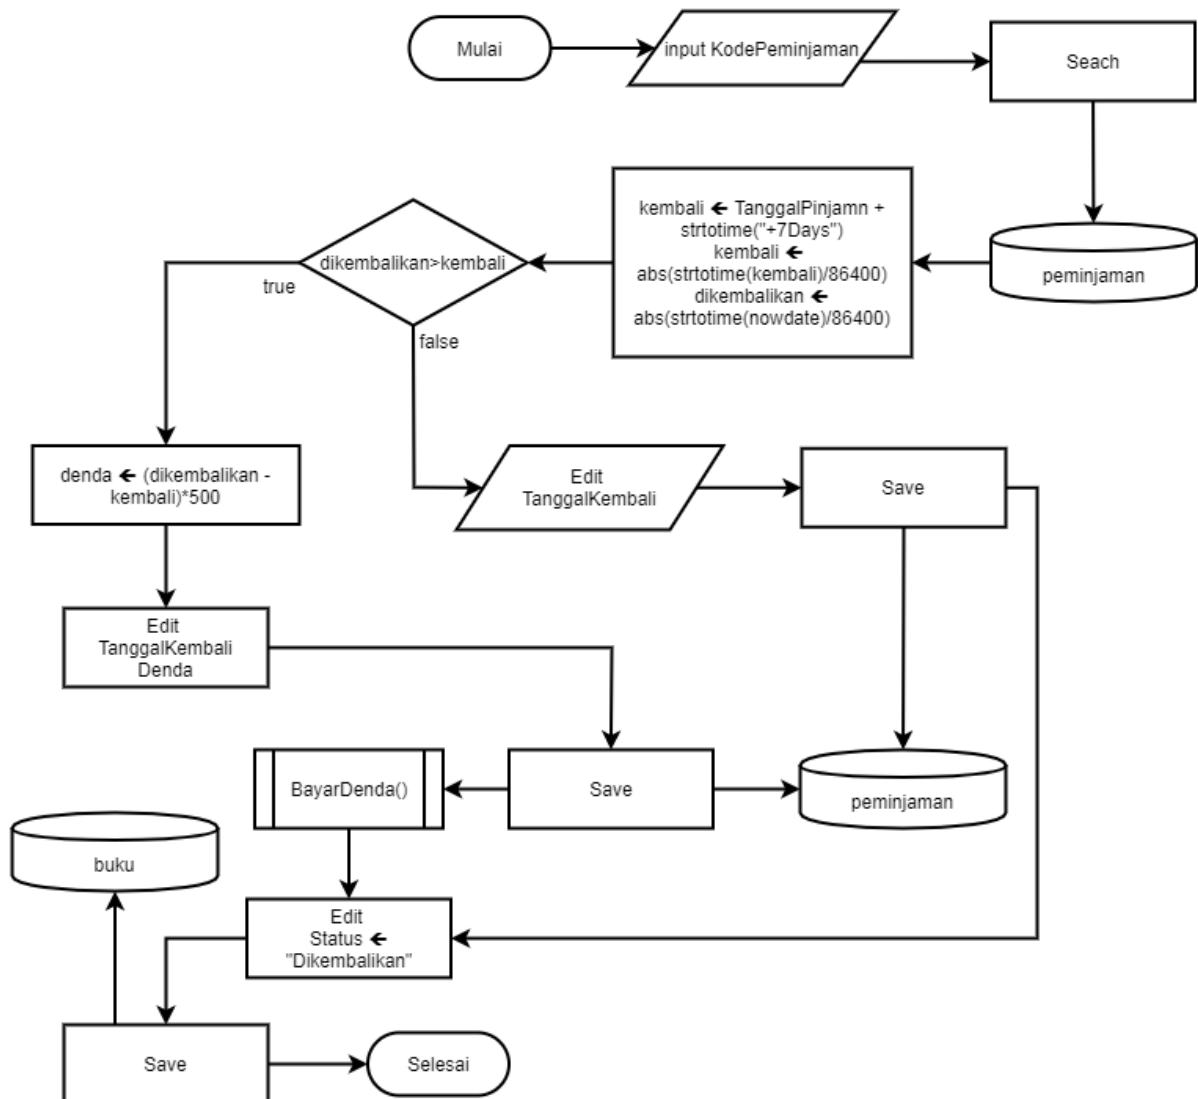 Mulai
input KodePeminjaman
Seach
peminjaman
kembali 🡨 TanggalPinjamn +
strtotime("+7Days")
kembali 🡨
abs(strtotime(kembali)/86400)
dikembalikan 🡨
abs(strtotime(nowdate)/86400)
dikembalikan>kembali
true
false
denda 🡨 (dikembalikan -
kembali)*500
Edit
TanggalKembali
Save
Edit
TanggalKembali
Denda
BayarDenda()
Save
peminjaman
buku
Edit
Status 🡨
"Dikembalikan"
Save
Selesai